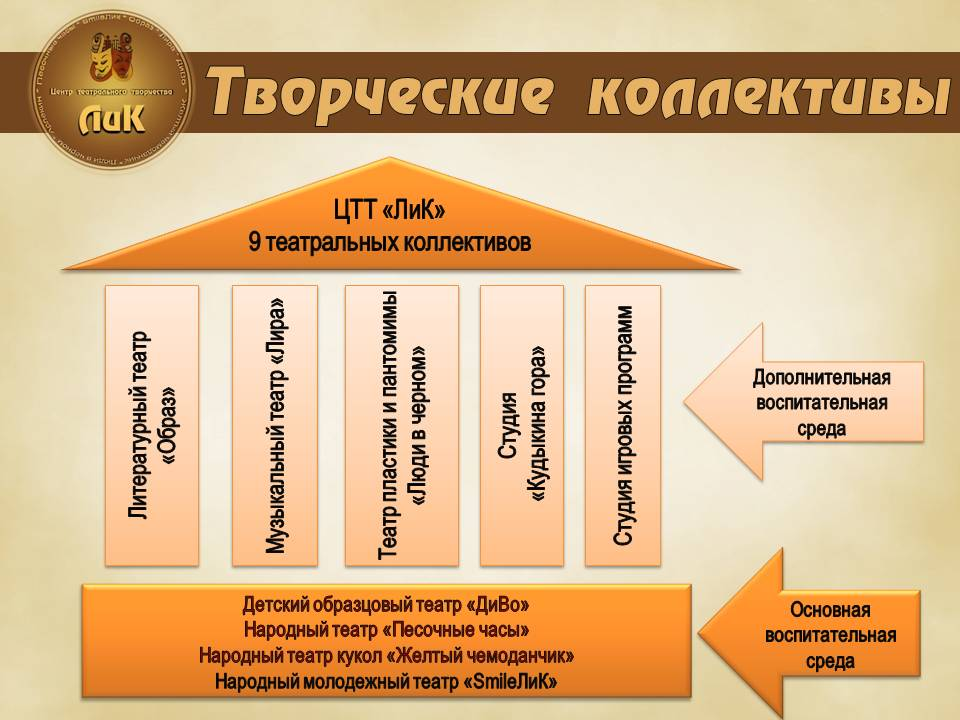 Центр театрального творчества
ЛиК
Творческие коллективы
ЦТТ «ЛиК»
9 театральных коллективов
Литературный театр
«Образ»
Музыкальный театр «Лира»
Театр пластики и пантомимы
«Люди в черном»
Студия
«Кудыкина гора»
Студия игровых программ
Дополнительная
воспитательная
среда
Детский образцовый театр «ДиВо»
Народный театр «Песочные часы»
Народный театр кукол «Желтый чемоданчик»
Народный молодежный театр «SmileЛиК»
Основная
воспитательная
среда